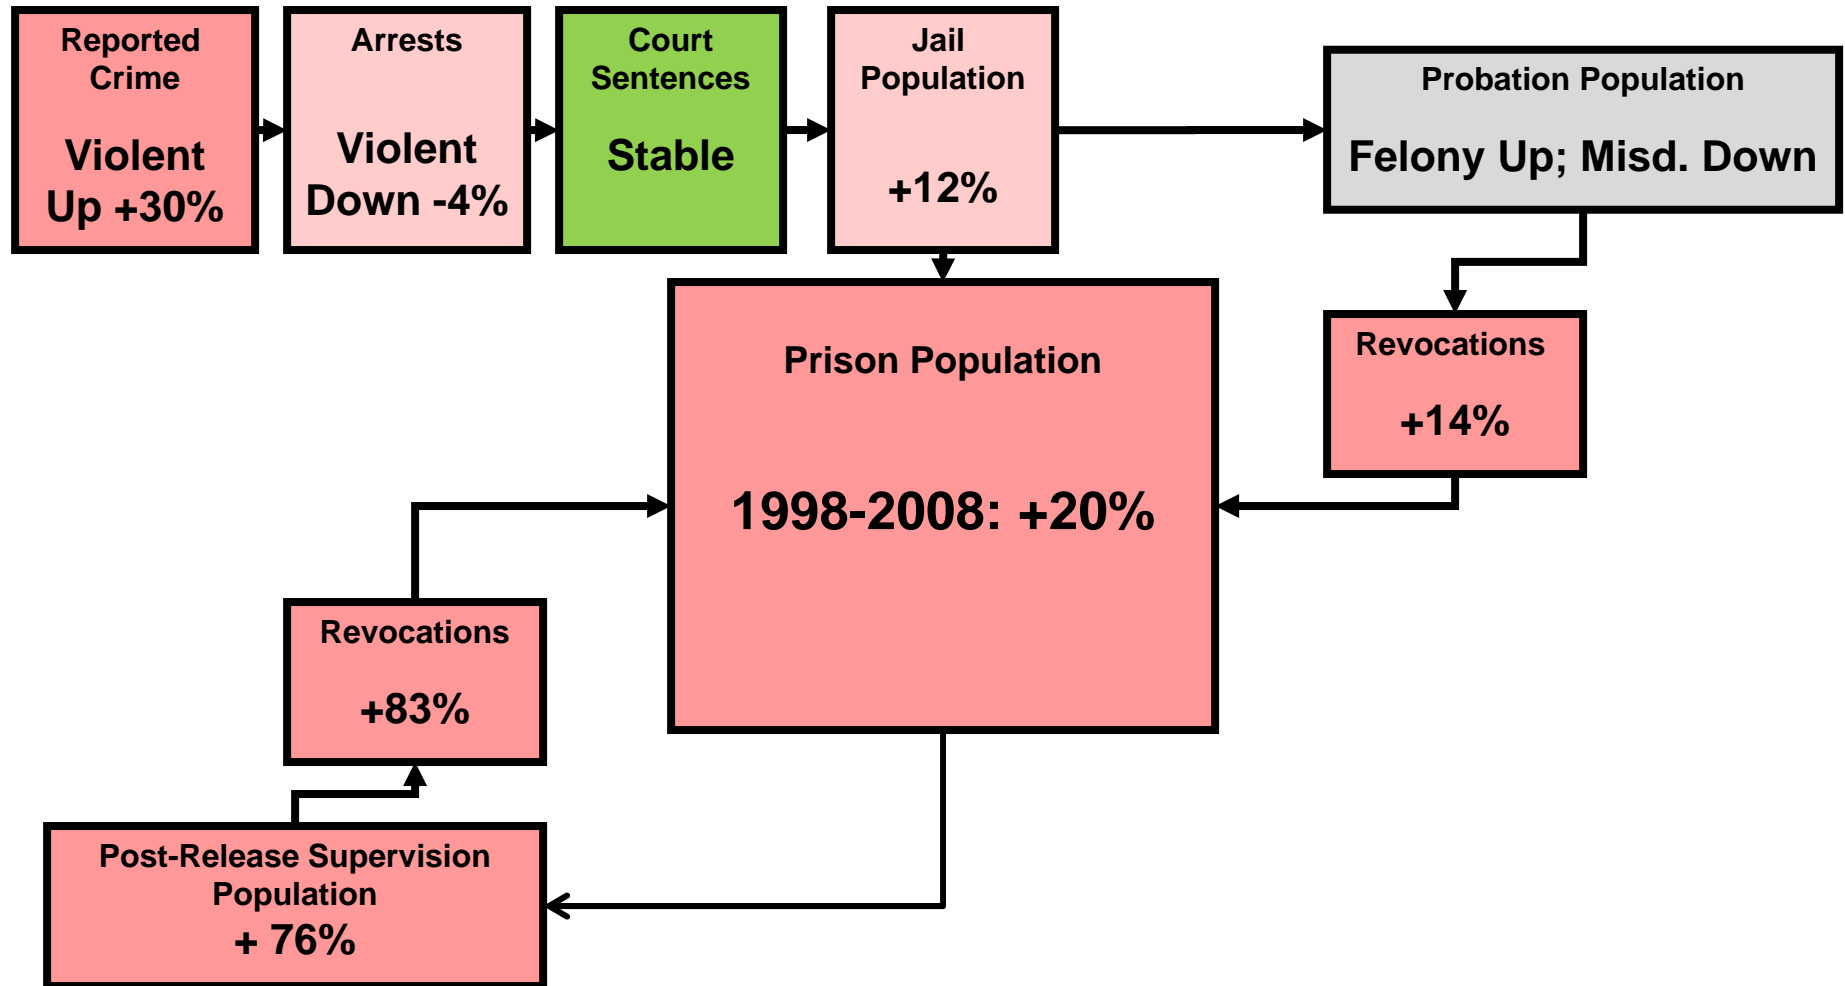 Reported
Crime
Violent
Up +30%
Arrests
Violent
Down -4%
Court
Sentences
Stable
Jail
Population
+12%
Probation Population
Felony Up; Misd. Down
Prison Population
1998-2008: +20%
Revocations
+14%
Revocations
+83%
Post-Release Supervision
Population
+ 76%